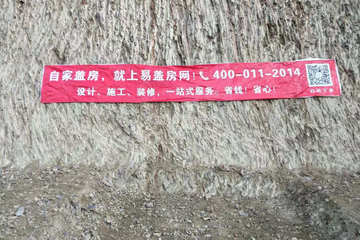 自家盖房，就上易盖房网！400-011-2014
设计、施工、装修，一站式服务，省钱！省心！